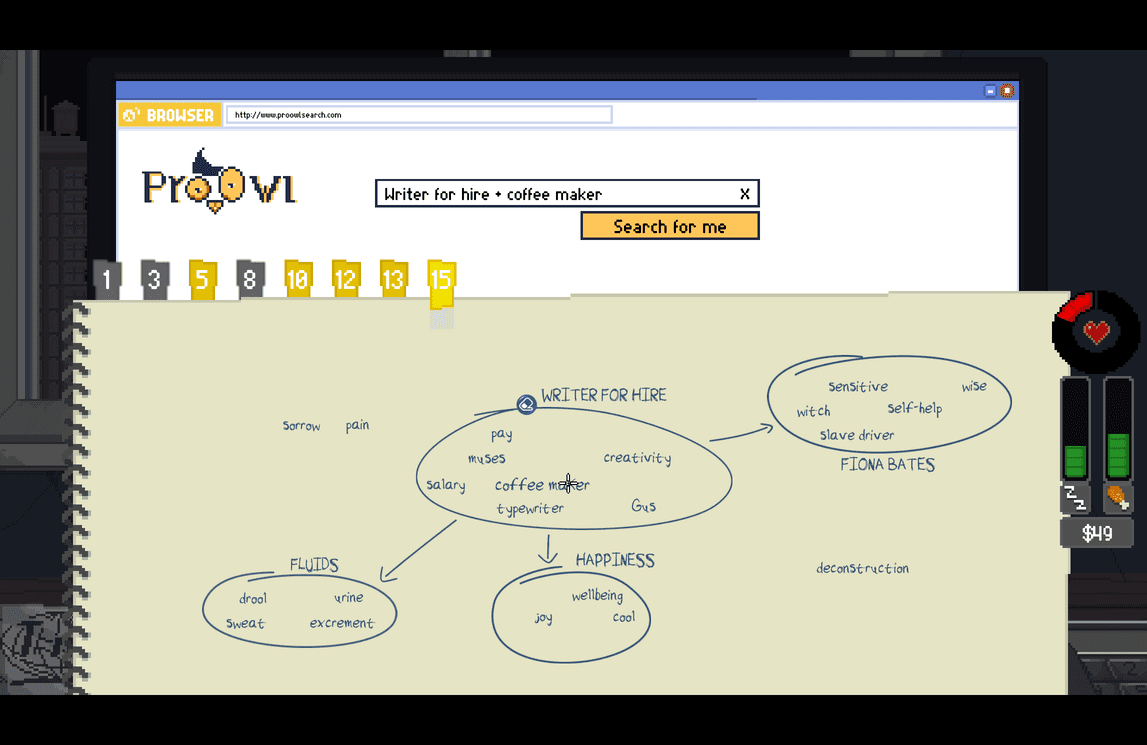 BROWSER http://www.proowlsearch.com
PrOOwl
Writer for hire + coffee maker X
Search for me
1 3 5 8 10 12 13 15
WRITER FOR HIRE
sensitive wise
witch self-help
slave driver
FIONA BATES
sorrow pain
pay
muses creativity
salary coffee maker
typewriter Gus
$49
FLUIDS
drool urine
sweat excrement
HAPPINESS
wellbeing
joy cool
deconstruction